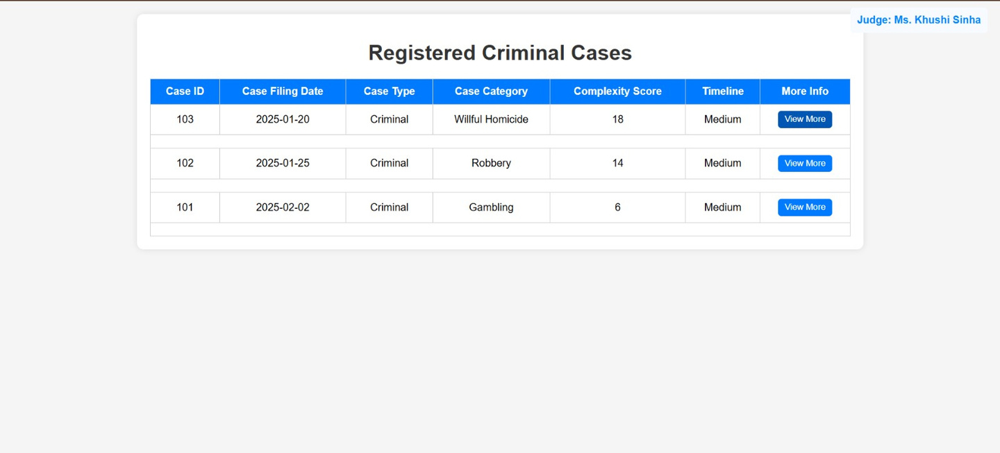 Judge: Ms. Khushi Sinha
Registered Criminal Cases
Case ID Case Filing Date Case Type Case Category Complexity Score Timeline More Info
103 2025-01-20 Criminal Willful Homicide 18 Medium View More
102 2025-01-25 Criminal Robbery 14 Medium View More
101 2025-02-02 Criminal Gambling 6 Medium View More